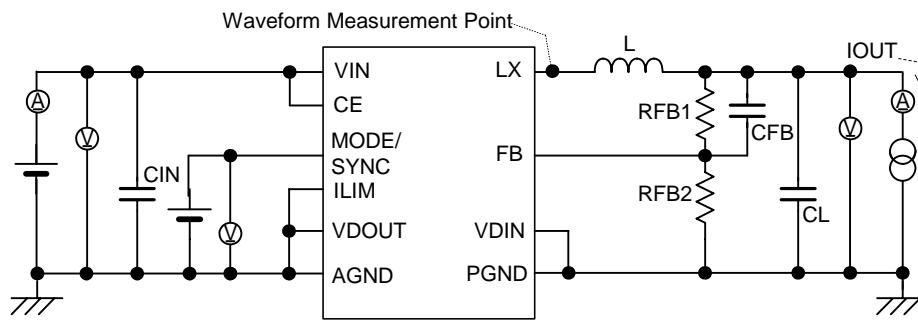 Waveform Measurement Point
L
IOUT
VIN
LX
A
A
CE
RFB1
V
MODE/
SYNC
CFB
V
CIN
FB
ILIM
RFB2
CL
V
VDOUT
VDIN
AGND
PGND